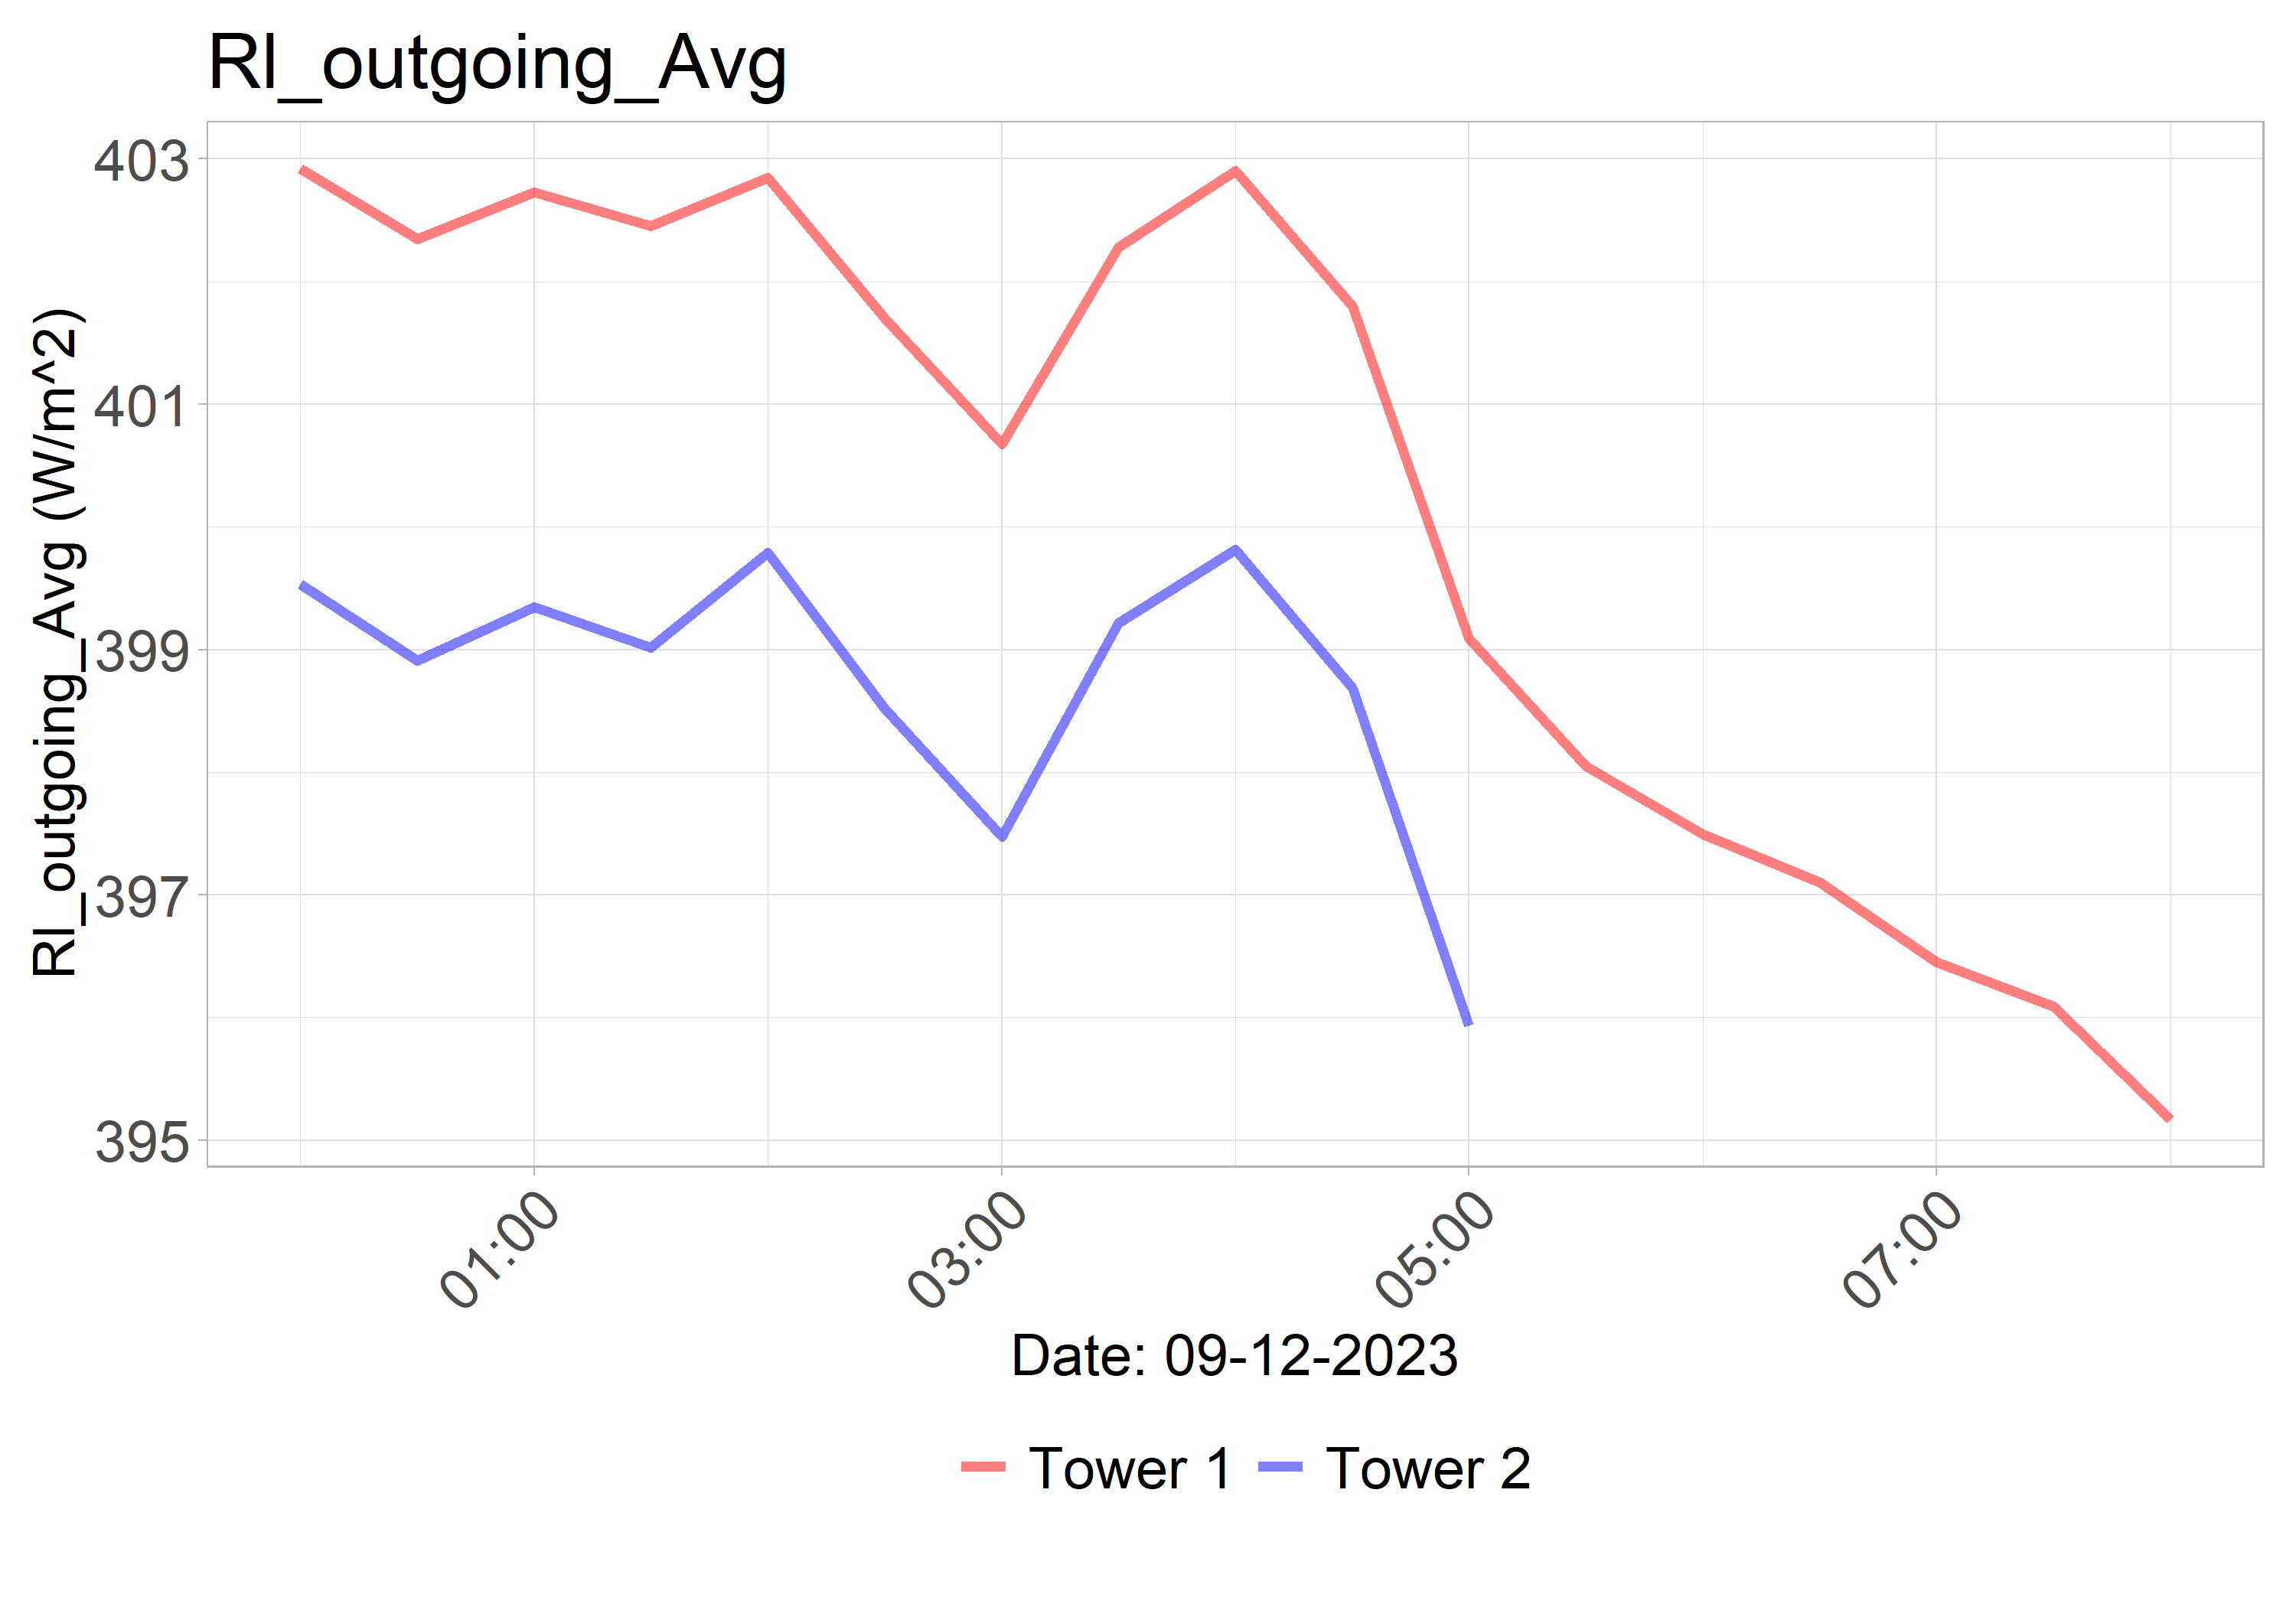 Rl_outgoing_Avg
Rl_outgoing_Avg (W/m^2)
403
401
399
397
395
01:00
03:00
05:00
07:00
Date: 09-12-2023
Tower 1
Tower 2